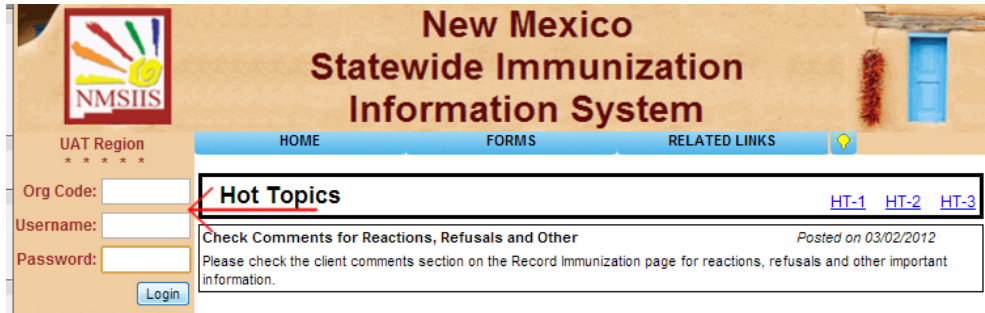 New Mexico
Statewide Immunization
Information System
NMSIIS
UAT Region
* * * * *
HOME FORMS RELATED LINKS
Org Code:
Username:
Password:
Login
Hot Topics
HT-1 HT-2 HT-3
Check Comments for Reactions, Refusals and Other Posted on 03/02/2012
Please check the client comments section on the Record Immunization page for reactions, refusals and other important
information.